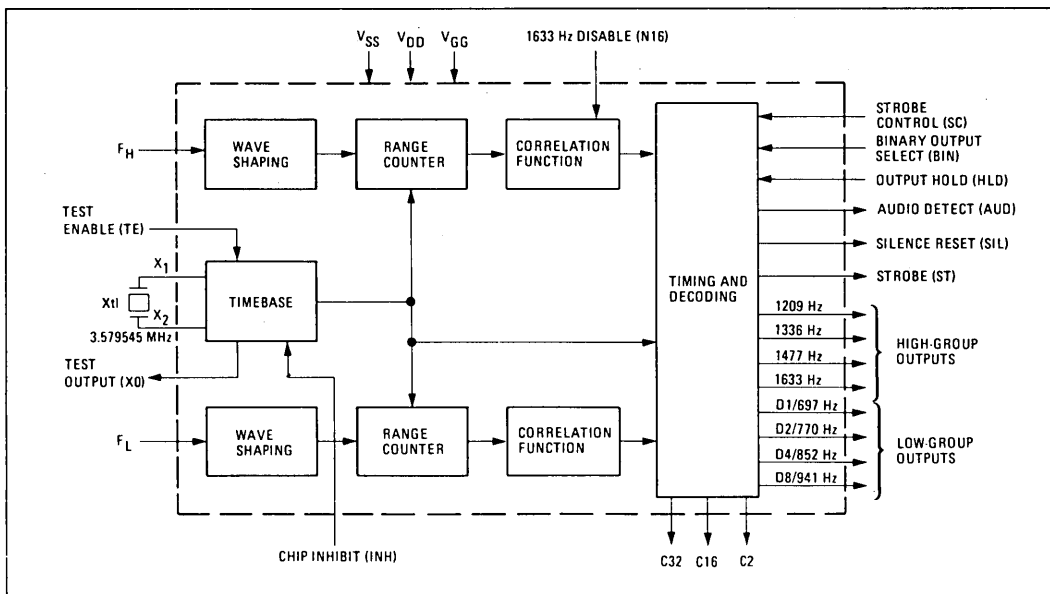 VSS VDD VGG
1633 Hz DISABLE (N16)
FH
WAVE
SHAPING
RANGE
COUNTER
CORRELATION
FUNCTION
STROBE
CONTROL (SC)
BINARY OUTPUT
SELECT (BIN)
OUTPUT HOLD (HLD)
AUDIO DETECT (AUD)
SILENCE RESET (SIL)
STROBE (ST)
TEST
ENABLE (TE)
X1
Xtl
X2
3.579545 MHz
TIMEBASE
TEST
OUTPUT (X0)
TIMING AND
DECODING
1209 Hz
1336 Hz
1477 Hz
1633 Hz
HIGH-GROUP
OUTPUTS
D1/697 Hz
D2/770 Hz
D4/852 Hz
D8/941 Hz
LOW-GROUP
OUTPUTS
FL
WAVE
SHAPING
RANGE
COUNTER
CORRELATION
FUNCTION
CHIP INHIBIT (INH)
C32 C16 C2